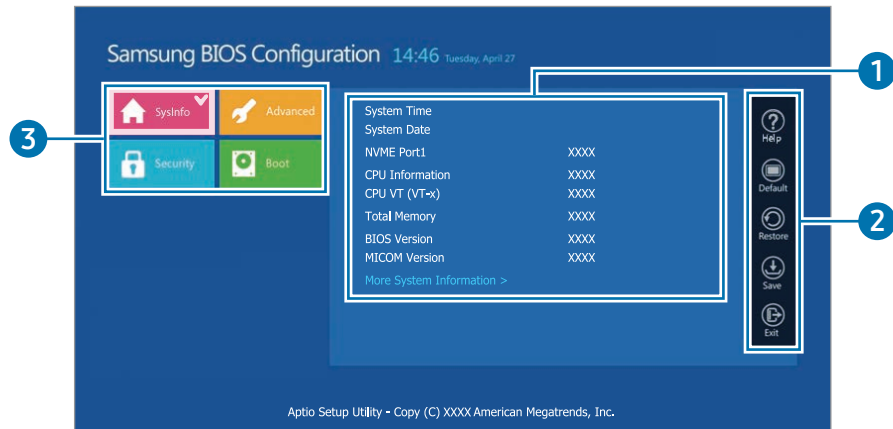 Samsung BIOS Configuration 14:46 Tuesday, April 27
1
SysInfo
Advanced
3
Security
Boot
System Time
System Date
NVME Port1 XXXX
CPU Information XXXX
CPU VT (VT-x) XXXX
Total Memory XXXX
BIOS Version XXXX
MICOM Version XXXX
More System Information >
Help
Default
2
Restore
Save
Exit
Aptio Setup Utility - Copy (C) XXXX American Megatrends, Inc.